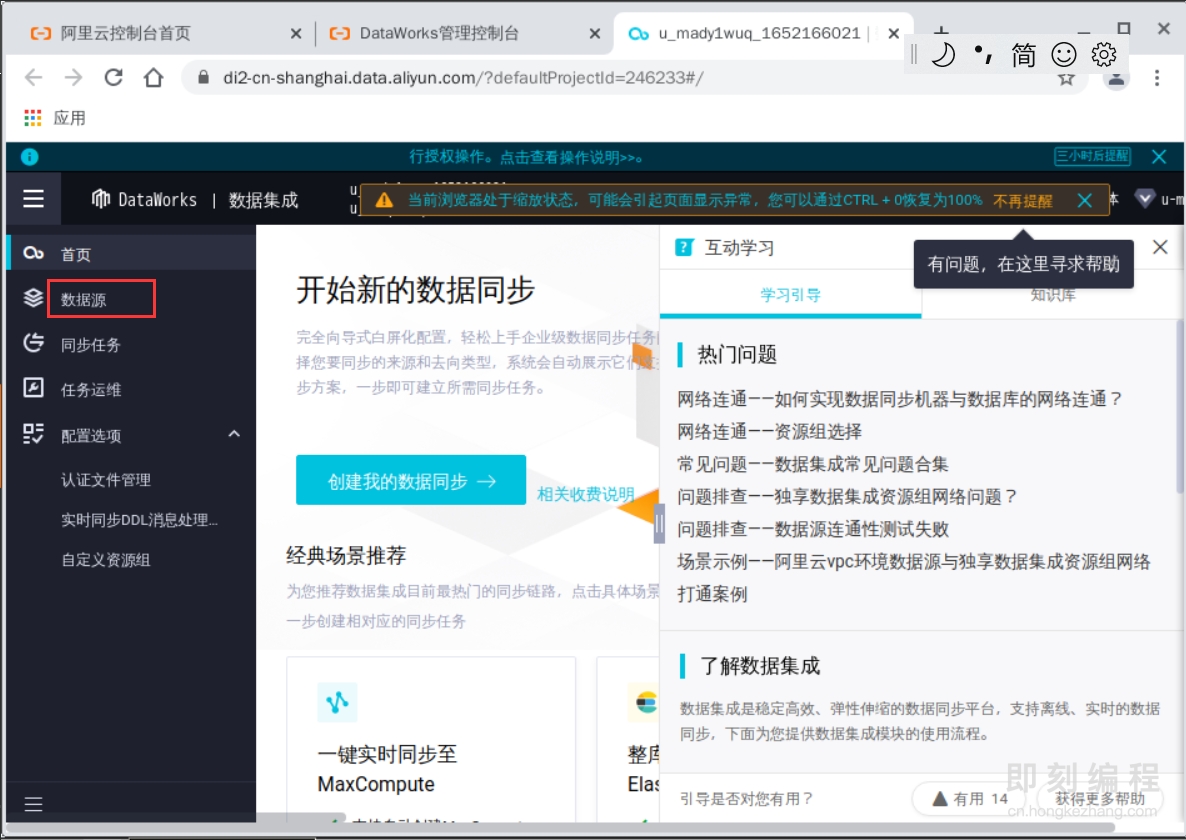 阿里云控制台首页
DataWorks管理控制台
u_mady1wuq_1652166021 |
简
di2-cn-shanghai.data.aliyun.com/?defaultProjectId=246233#/
应用
行授权操作。点击查看操作说明>>。
三小时后提醒
DataWorks | 数据集成
当前浏览器处于缩放状态，可能会引起页面显示异常，您可以通过CTRL + 0恢复为100% 不再提醒
体
u-m
首页
数据源
同步任务
任务运维
配置选项
认证文件管理
实时同步DDL消息处理...
自定义资源组
开始新的数据同步
完全向导式白屏化配置，轻松上手企业级数据同步任务
择您要同步的来源和去向类型，系统会自动展示它们
步方案，一步即可建立所需同步任务。
创建我的数据同步
相关收费说明
经典场景推荐
为您推荐数据集成目前最热门的同步链路，点击具体场景
一步创建相对应的同步任务
一键实时同步至
MaxCompute
整库
Elas
互动学习
有问题，在这里寻求帮助
学习引导
知识库
热门问题
网络连通——如何实现数据同步机器与数据库的网络连通？
网络连通——资源组选择
常见问题——数据集成常见问题合集
问题排查——独享数据集成资源组网络问题？
问题排查——数据源连通性测试失败
场景示例——阿里云vpc环境数据源与独享数据集成资源组网络
打通案例
了解数据集成
数据集成是稳定高效、弹性伸缩的数据同步平台，支持离线、实时的数据
同步，下面为您提供数据集成模块的使用流程。
引导是否对您有用？
有用 14
获得更多帮助
即刻编程
cn.hongkezhang.com